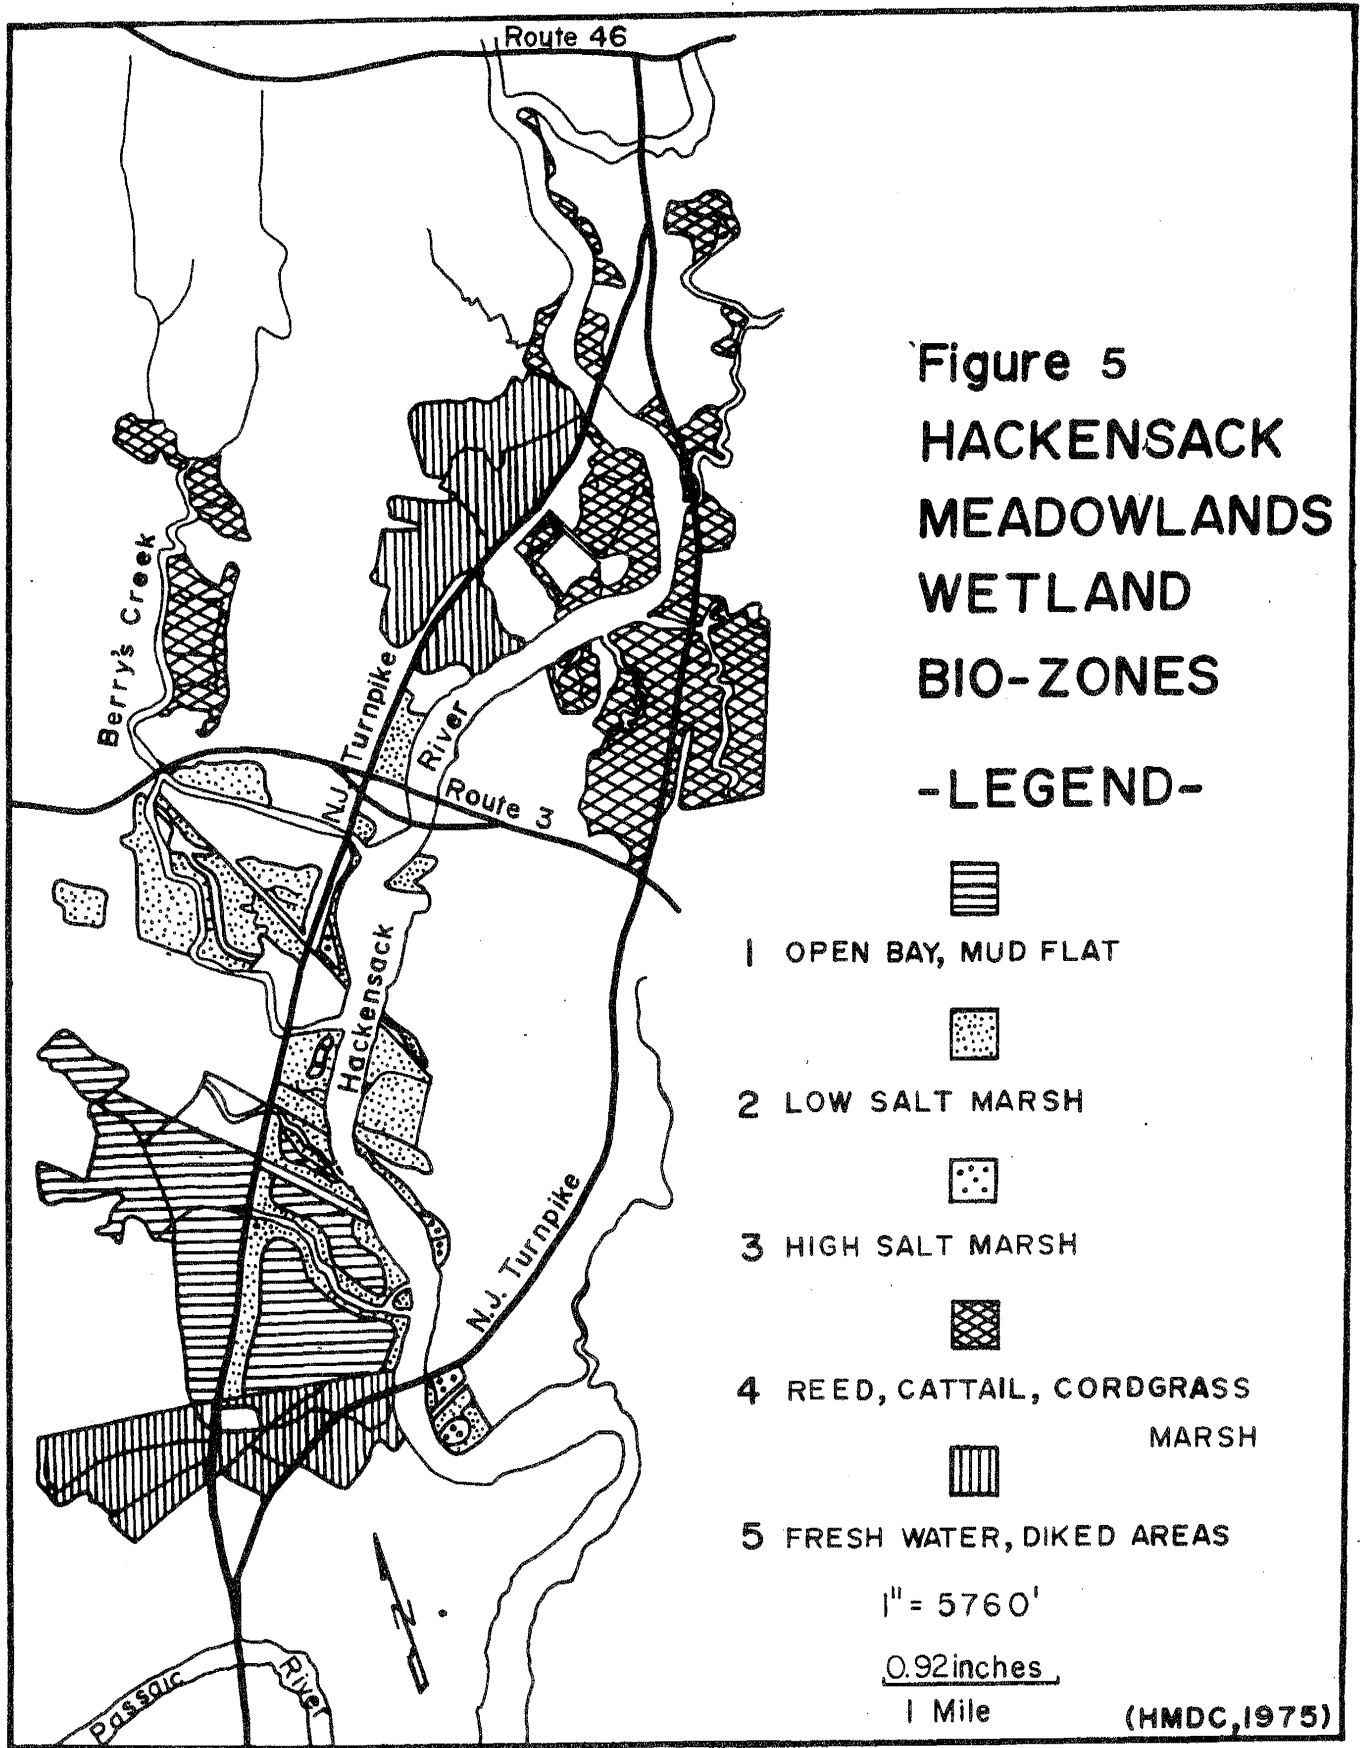 Route 46
Figure 5
HACKENSACK
MEADOWLANDS
WETLAND
BIO-ZONES
-LEGEND-
Berry's Creek
N.J. Turnpike
River
Route 3
Hackensack
N.J. Turnpike
1 OPEN BAY, MUD FLAT
2 LOW SALT MARSH
3 HIGH SALT MARSH
4 REED, CATTAIL, CORDGRASS
MARSH
5 FRESH WATER, DIKED AREAS
1" = 5760'
0.92 inches
1 Mile
N
Passaic River
(HMDC, 1975)